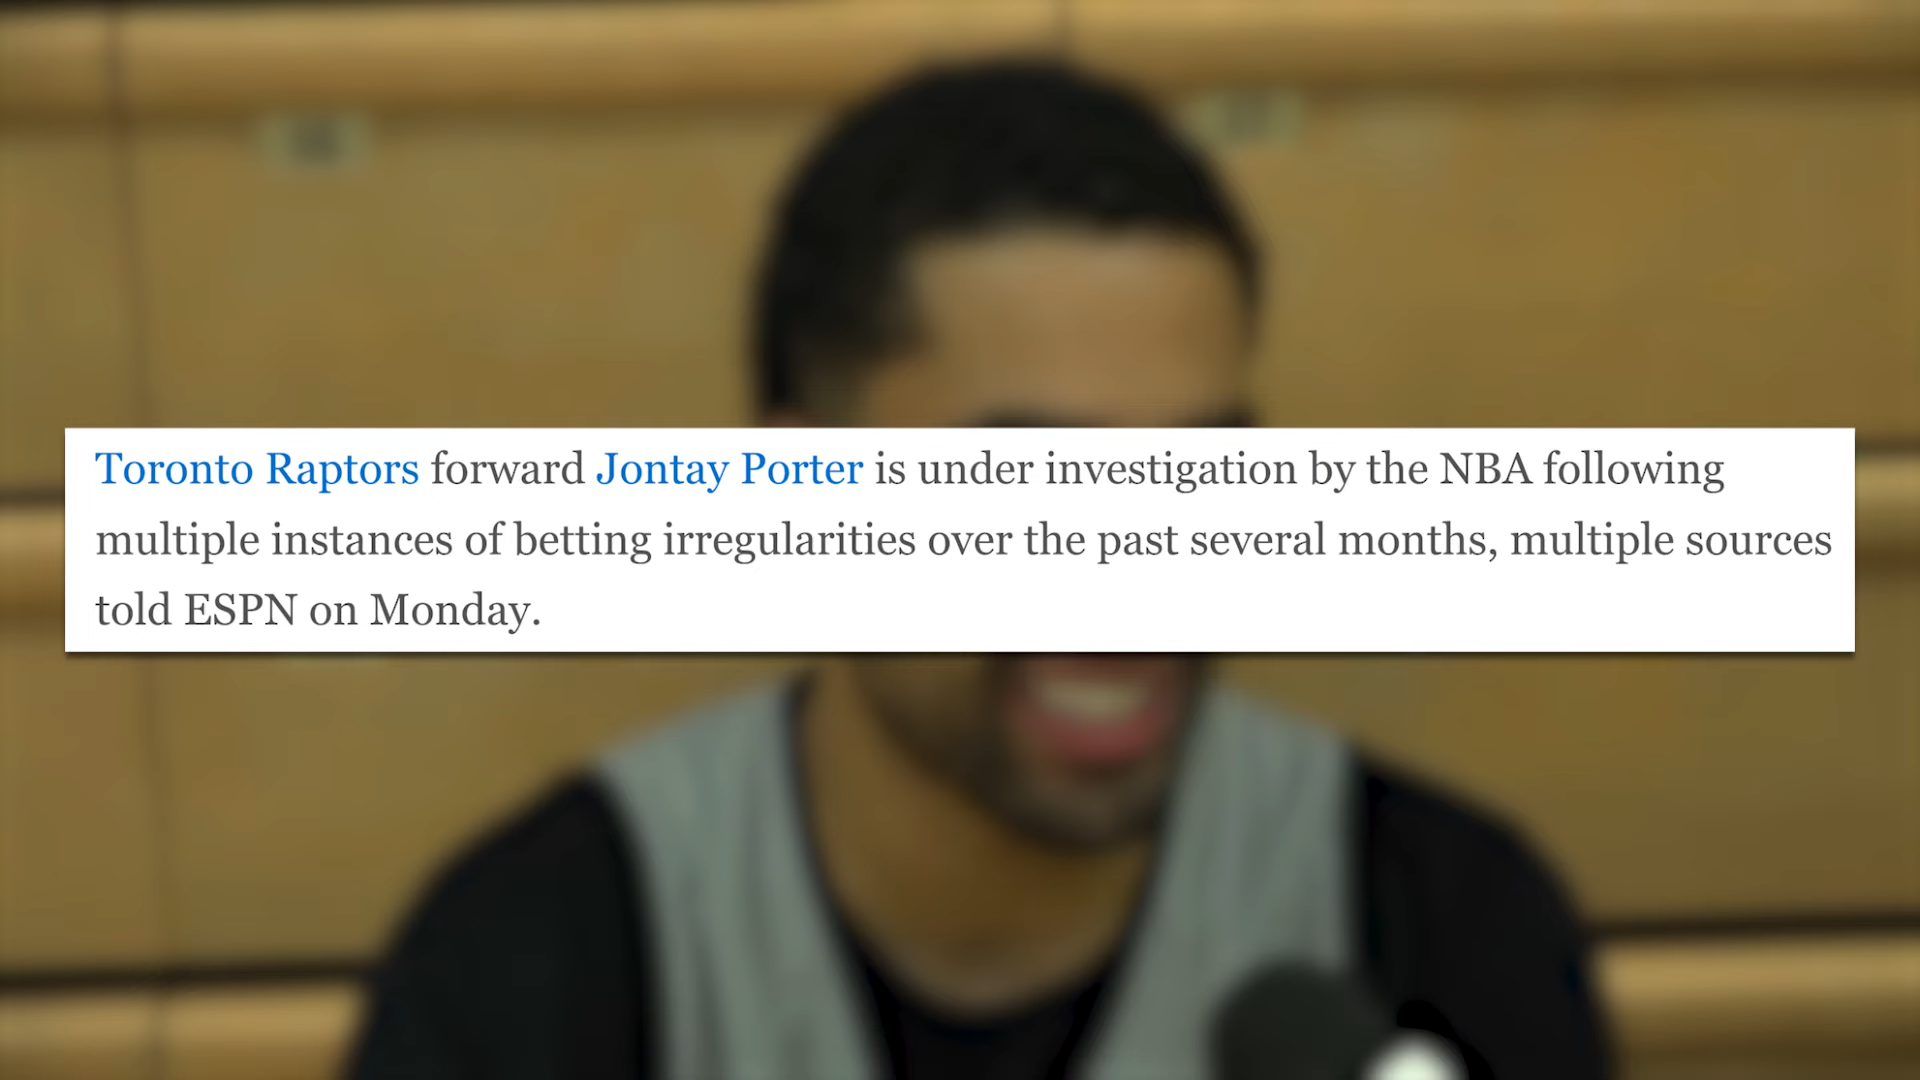 Toronto Raptors forward Jontay Porter is under investigation by the NBA following
multiple instances of betting irregularities over the past several months, multiple sources
told ESPN on Monday.